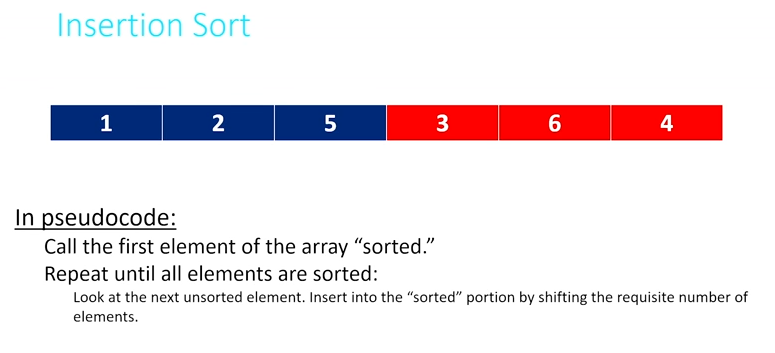 Insertion Sort
1 2 5 3 6 4
In pseudocode:
Call the first element of the array “sorted.”
Repeat until all elements are sorted:
Look at the next unsorted element. Insert into the “sorted” portion by shifting the requisite number of
elements.